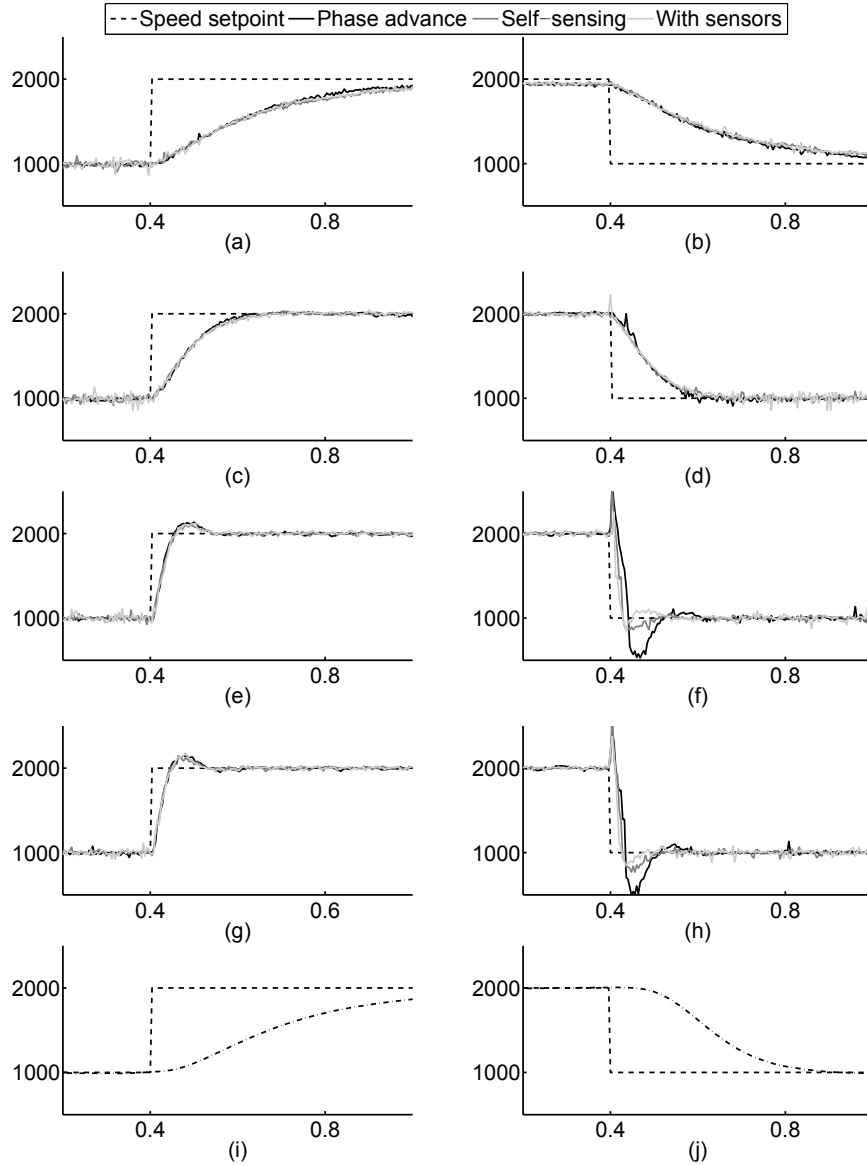 Speed setpoint Phase advance Self−sensing With sensors
2000 2000
1000 1000
0.4 0.8 0.4 0.8
(a) (b)
2000 2000
1000 1000
0.4 0.8 0.4 0.8
(c) (d)
2000 2000
1000 1000
0.4 0.8 0.4 0.8
(e) (f)
2000 2000
1000 1000
0.4 0.6 0.4 0.8
(g) (h)
2000 2000
1000 1000
0.4 0.8 0.4 0.8
(i) (j)